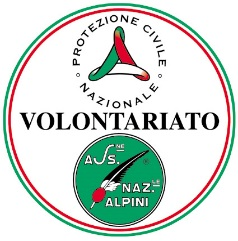 PROTEZIONE CIVILE
NAZIONALE
VOLONTARIATO
ASS.NE
NAZ.LE
ALPINI